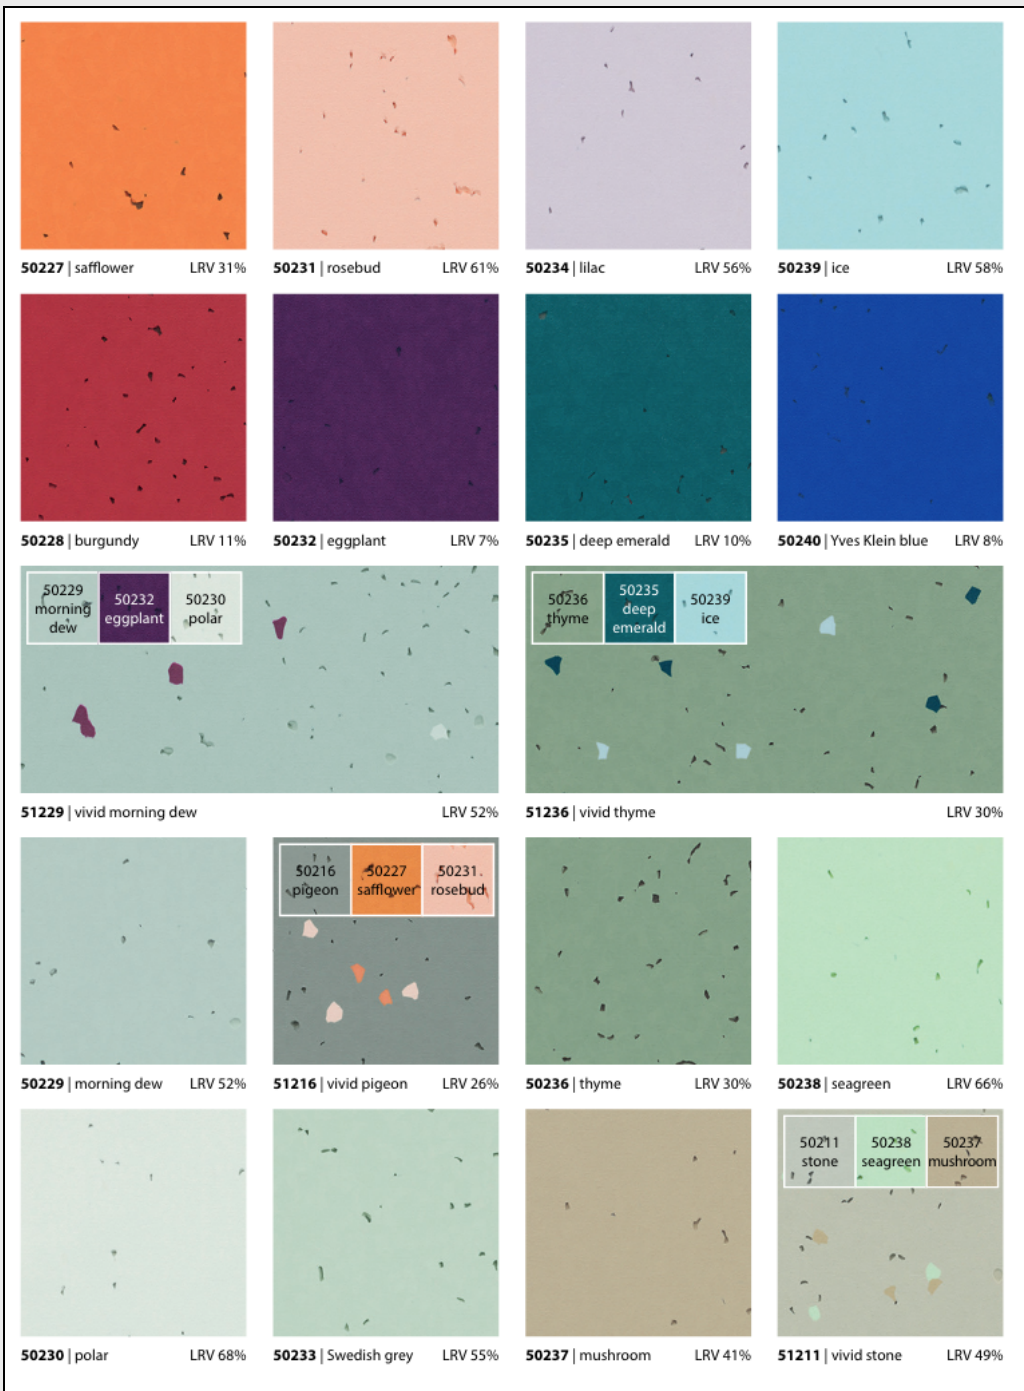 50227 | safflower LRV 31%
50231 | rosebud LRV 61%
50234 | lilac LRV 56%
50239 | ice LRV 58%
50228 | burgundy LRV 11%
50232 | eggplant LRV 7%
50235 | deep emerald LRV 10%
50240 | Yves Klein blue LRV 8%
50229
morning
dew
50232
eggplant
50230
polar
50236
thyme
50235
deep
emerald
50239
ice
51229 | vivid morning dew LRV 52%
51236 | vivid thyme LRV 30%
50216
pigeon
50227
safflower
50231
rosebud
50229 | morning dew LRV 52%
51216 | vivid pigeon LRV 26%
50236 | thyme LRV 30%
50238 | seagreen LRV 66%
50211
stone
50238
seagreen
50237
mushroom
50230 | polar LRV 68%
50233 | Swedish grey LRV 55%
50237 | mushroom LRV 41%
51211 | vivid stone LRV 49%